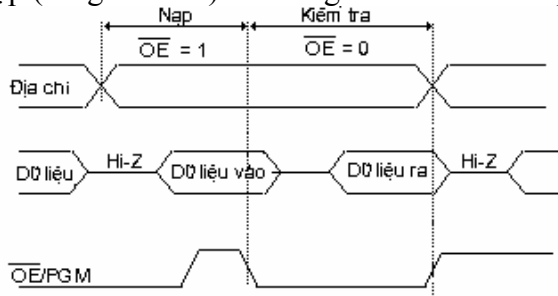 Nạp Kiểm tra
OE = 1 OE = 0
Địa chỉ
Dữ liệu Hi-Z Dữ liệu vào Dữ liệu ra Hi-Z
OE/PGM